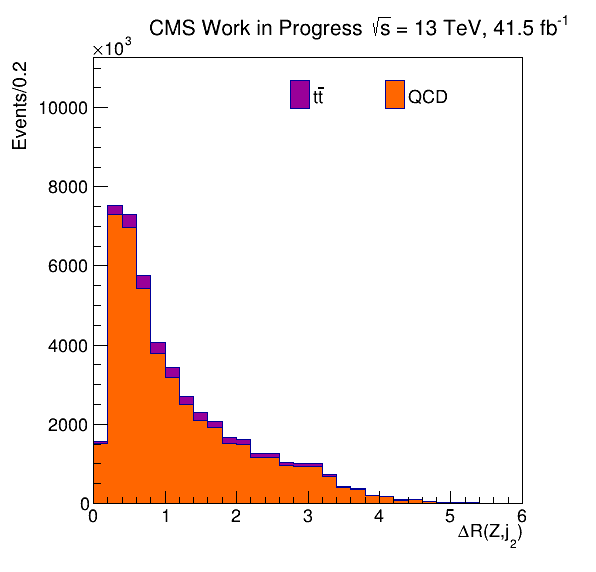 CMS Work in Progress √s = 13 TeV, 41.5 fb⁻¹
×10³
Events/0.2
tt̄
QCD
10000
8000
6000
4000
2000
0
0 1 2 3 4 5 6
ΔR(Z,j₂)